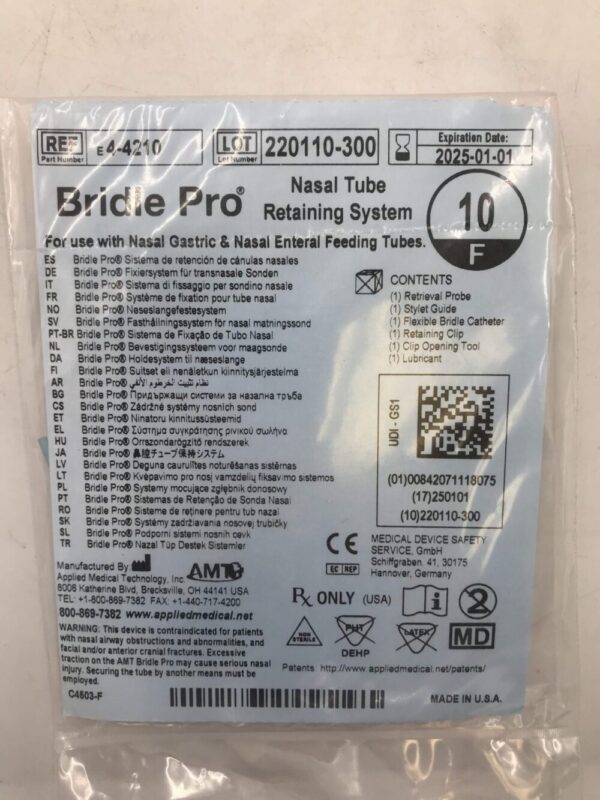 REF E4-4210
Part Number
LOT 220110-300
Lot Number
Expiration Date:
2025-01-01
Bridle Pro®
Nasal Tube
Retaining System
10
F
For use with Nasal Gastric & Nasal Enteral Feeding Tubes.
ES Bridle Pro® Sistema de retención de cánulas nasales
DE Bridle Pro® Fixiersystem für transnasale Sonden
IT Bridle Pro® Sistema di fissaggio per sondino nasale
FR Bridle Pro® Système de fixation pour tube nasal
NO Bridle Pro® Neseslangefestesystem
SV Bridle Pro® Fasthållningssystem för nasal matningssond
PT-BR Bridle Pro® Sistema de Fixação de Tubo Nasal
NL Bridle Pro® Bevestigingssysteem voor maagsonde
DA Bridle Pro® Holdesystem til næseslange
FI Bridle Pro® Suitset eli nenäletkun kiinnitysjärjestelmä
AR Bridle Pro® نظام تثبيت الخرطوم الأنفي
BG Bridle Pro® Придържащи системи за назална тръба
CS Bridle Pro® Zádržné systémy nosních sond
ET Bridle Pro® Ninatoru kinnitussüsteemid
EL Bridle Pro® Σύστημα συγκράτησης ρινικού σωλήνα
HU Bridle Pro® Orrszondarögzítő rendszerek
JA Bridle Pro® 鼻腔チューブ保持システム
LV Bridle Pro® Deguna caurulītes noturēšanas sistēmas
LT Bridle Pro® Kvėpavimo pro nosį vamzdelių fiksavimo sistemos
PL Bridle Pro® Systemy mocujące zgłębnik donosowy
PT Bridle Pro® Sistemas de Retenção de Sonda Nasal
RO Bridle Pro® Sisteme de reținere pentru tub nazal
SK Bridle Pro® Systémy zadržiavania nosovej trubičky
SL Bridle Pro® Podporni sistemi nosnih cevk
TR Bridle Pro® Nazal Tüp Destek Sistemler
CONTENTS
(1) Retrieval Probe
(1) Stylet Guide
(1) Flexible Bridle Catheter
(1) Retaining Clip
(1) Clip Opening Tool
(1) Lubricant
UDI - GS1
(01)00842071118075
(17)250101
(10)220110-300
Manufactured By
Applied Medical Technology, Inc. AMT
8006 Katherine Blvd, Brecksville, OH 44141 USA
TEL: +1-800-869-7382 FAX: +1-440-717-4200
800-869-7382 www.appliedmedical.net
WARNING: This device is contraindicated for patients
with nasal airway obstructions and abnormalities, and
facial and/or anterior cranial fractures. Excessive
traction on the AMT Bridle Pro may cause serious nasal
injury. Securing the tube by another means must be
employed.
C4503-F
CE
MEDICAL DEVICE SAFETY
SERVICE, GmbH
Schiffgraben. 41, 30175
Hannover, Germany
EC REP
Rx ONLY (USA)
2
NON
STERILE
PHT
DEHP
LATEX
MD
Patents http://www.appliedmedical.net/patents/
MADE IN U.S.A.